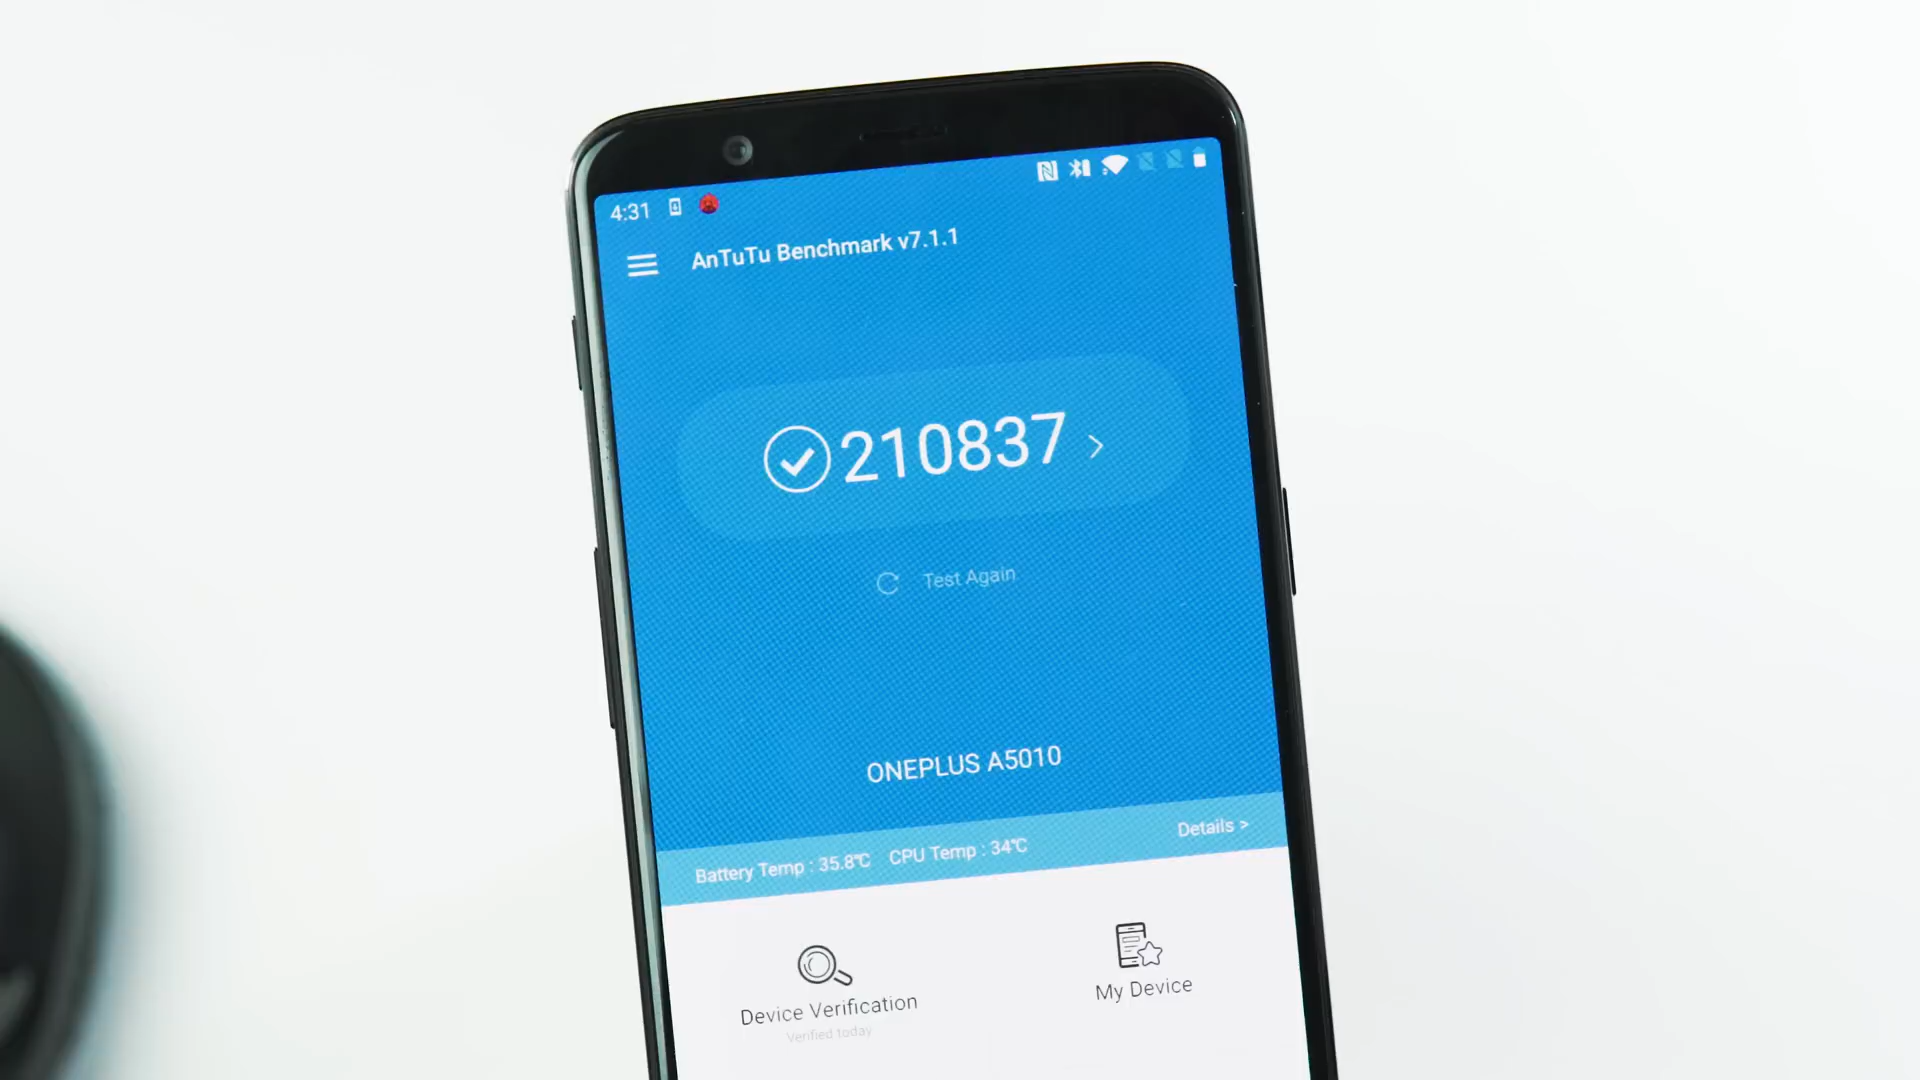 4:31
AnTuTu Benchmark v7.1.1
210837
Test Again
ONEPLUS A5010
Battery Temp : 35.8℃ CPU Temp : 34℃ Details >
Device Verification
Verified today
My Device